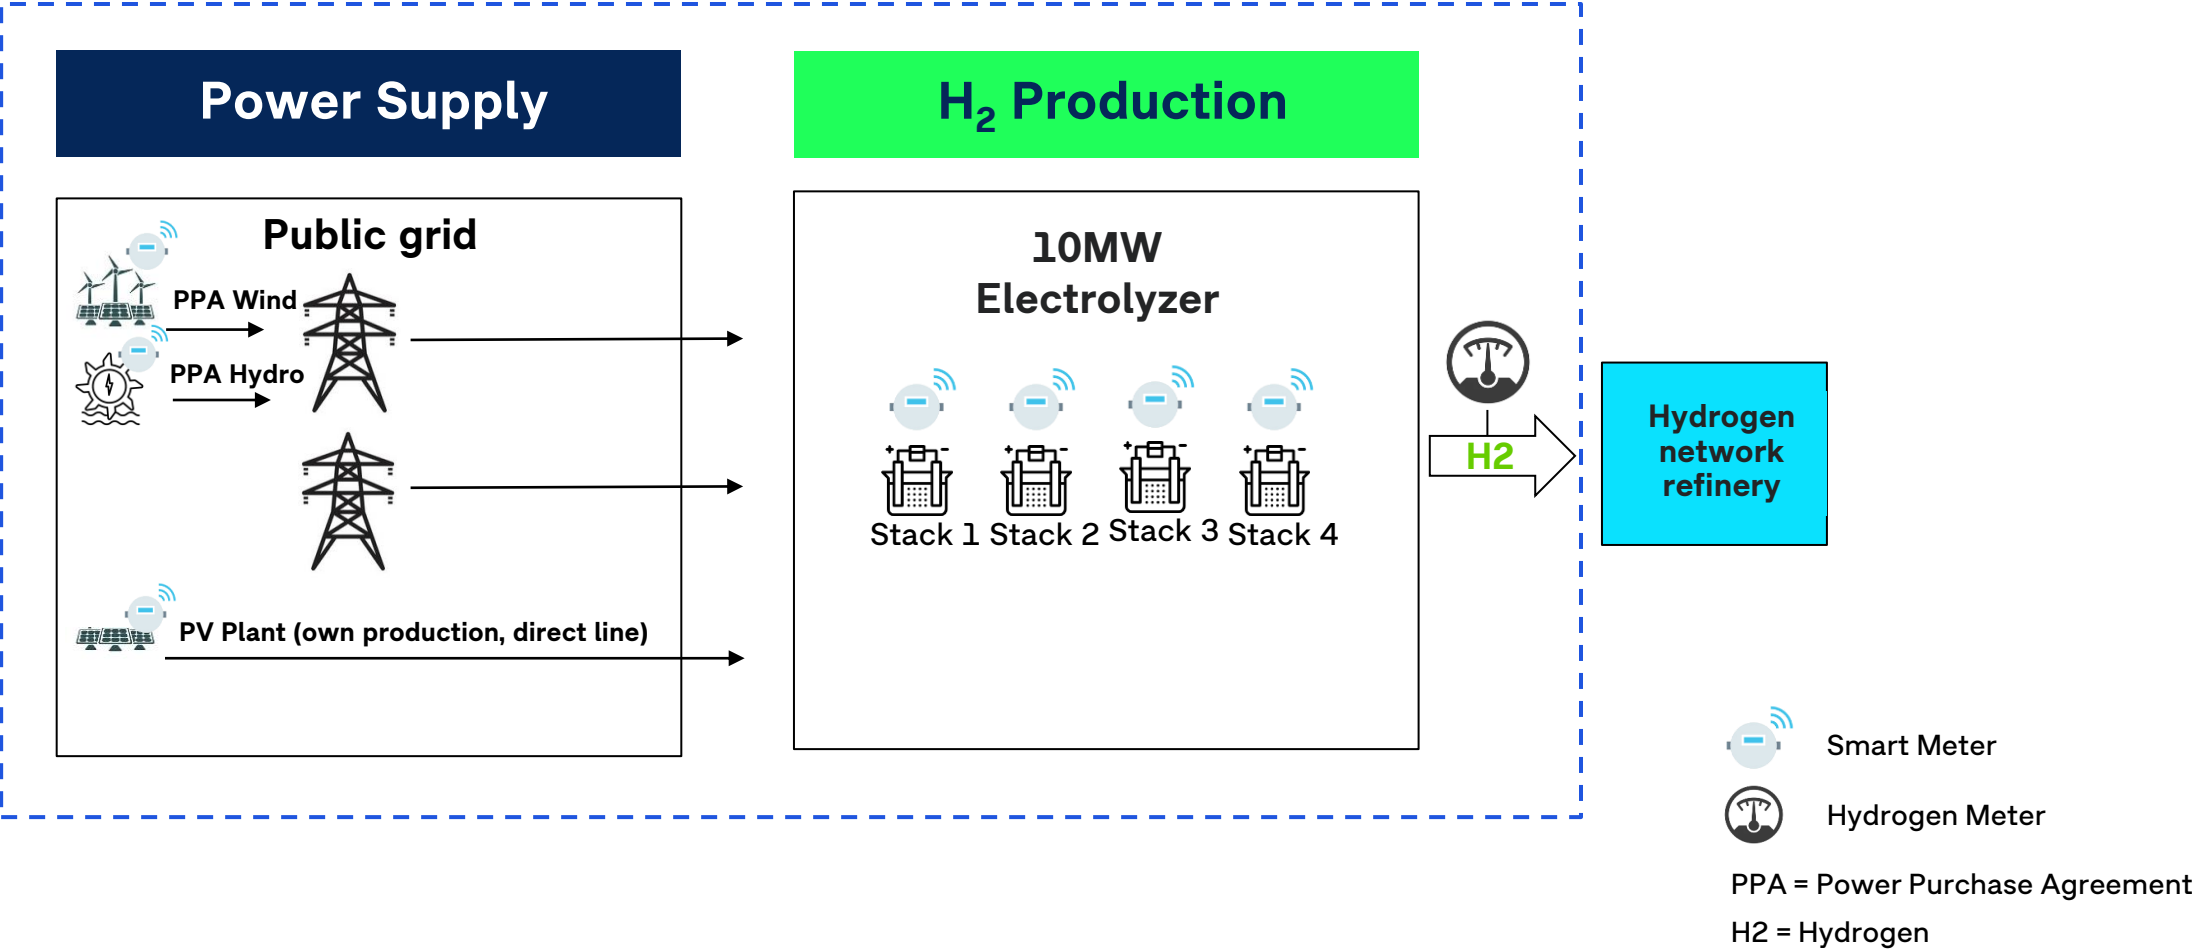 Power Supply
H₂ Production
Public grid
PPA Wind
PPA Hydro
PV Plant (own production, direct line)
10MW
Electrolyzer
+ -
+ -
+ -
+ -
Stack 1
Stack 2
Stack 3
Stack 4
H2
Hydrogen
network
refinery
Smart Meter
Hydrogen Meter
PPA = Power Purchase Agreement
H2 = Hydrogen